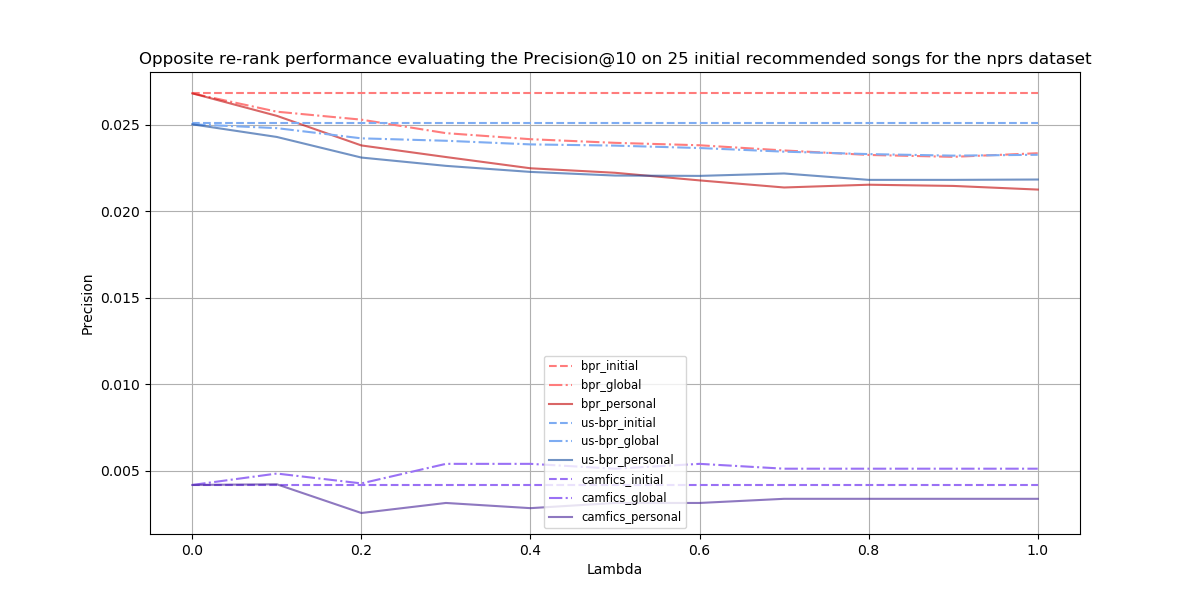 Opposite re-rank performance evaluating the Precision@10 on 25 initial recommended songs for the nprs dataset
0.025
0.020
0.015
0.010
0.005
Precision
bpr_initial
bpr_global
bpr_personal
us-bpr_initial
us-bpr_global
us-bpr_personal
camfics_initial
camfics_global
camfics_personal
0.0 0.2 0.4 0.6 0.8 1.0
Lambda